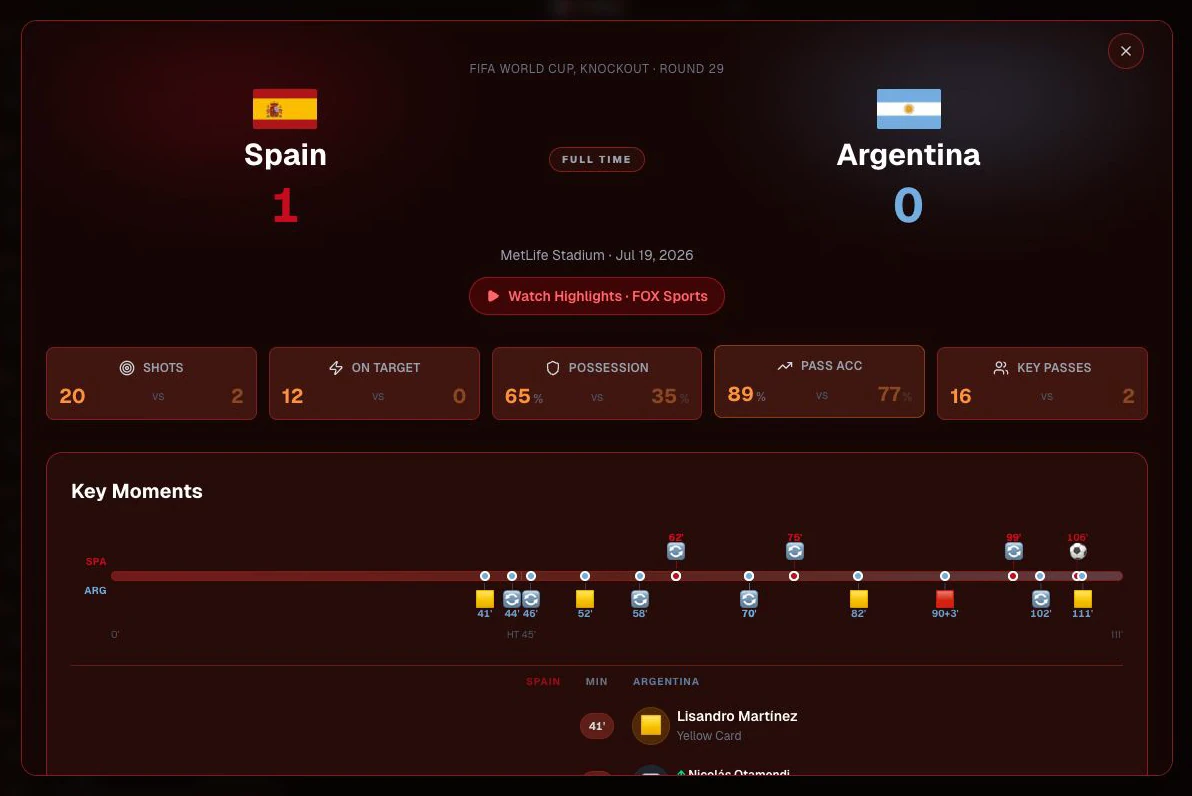 FIFA WORLD CUP, KNOCKOUT · ROUND 29
Spain
Argentina
FULL TIME
1
0
MetLife Stadium · Jul 19, 2026
Watch Highlights · FOX Sports
SHOTS
20 VS 2
ON TARGET
12 VS 0
POSSESSION
65% VS 35%
PASS ACC
89% VS 77%
KEY PASSES
16 VS 2
Key Moments
62' 75' 99' 106'
SPA
ARG
41' 44' 46' 52' 58' 70' 82' 90+3' 102' 111'
0' HT 45' 111'
SPAIN MIN ARGENTINA
41' Lisandro Martínez
Yellow Card
Nicolás Otamendi